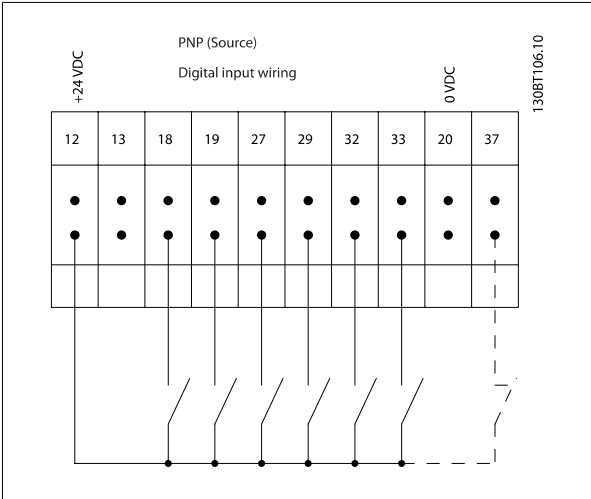 PNP (Source)
Digital input wiring
+24 VDC
0 VDC
130BT106.10
12 13 18 19 27 29 32 33 20 37